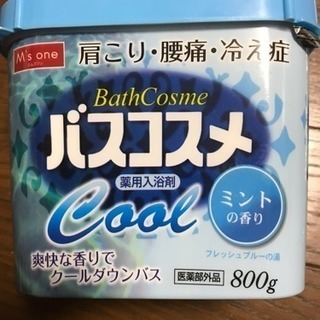 M's one
肩こり・腰痛・冷え症
BathCosme
バスコスメ
薬用入浴剤
Cool
ミント
の香り
爽快な香りで
クールダウンバス
フレッシュブルーの湯
医薬部外品
800g